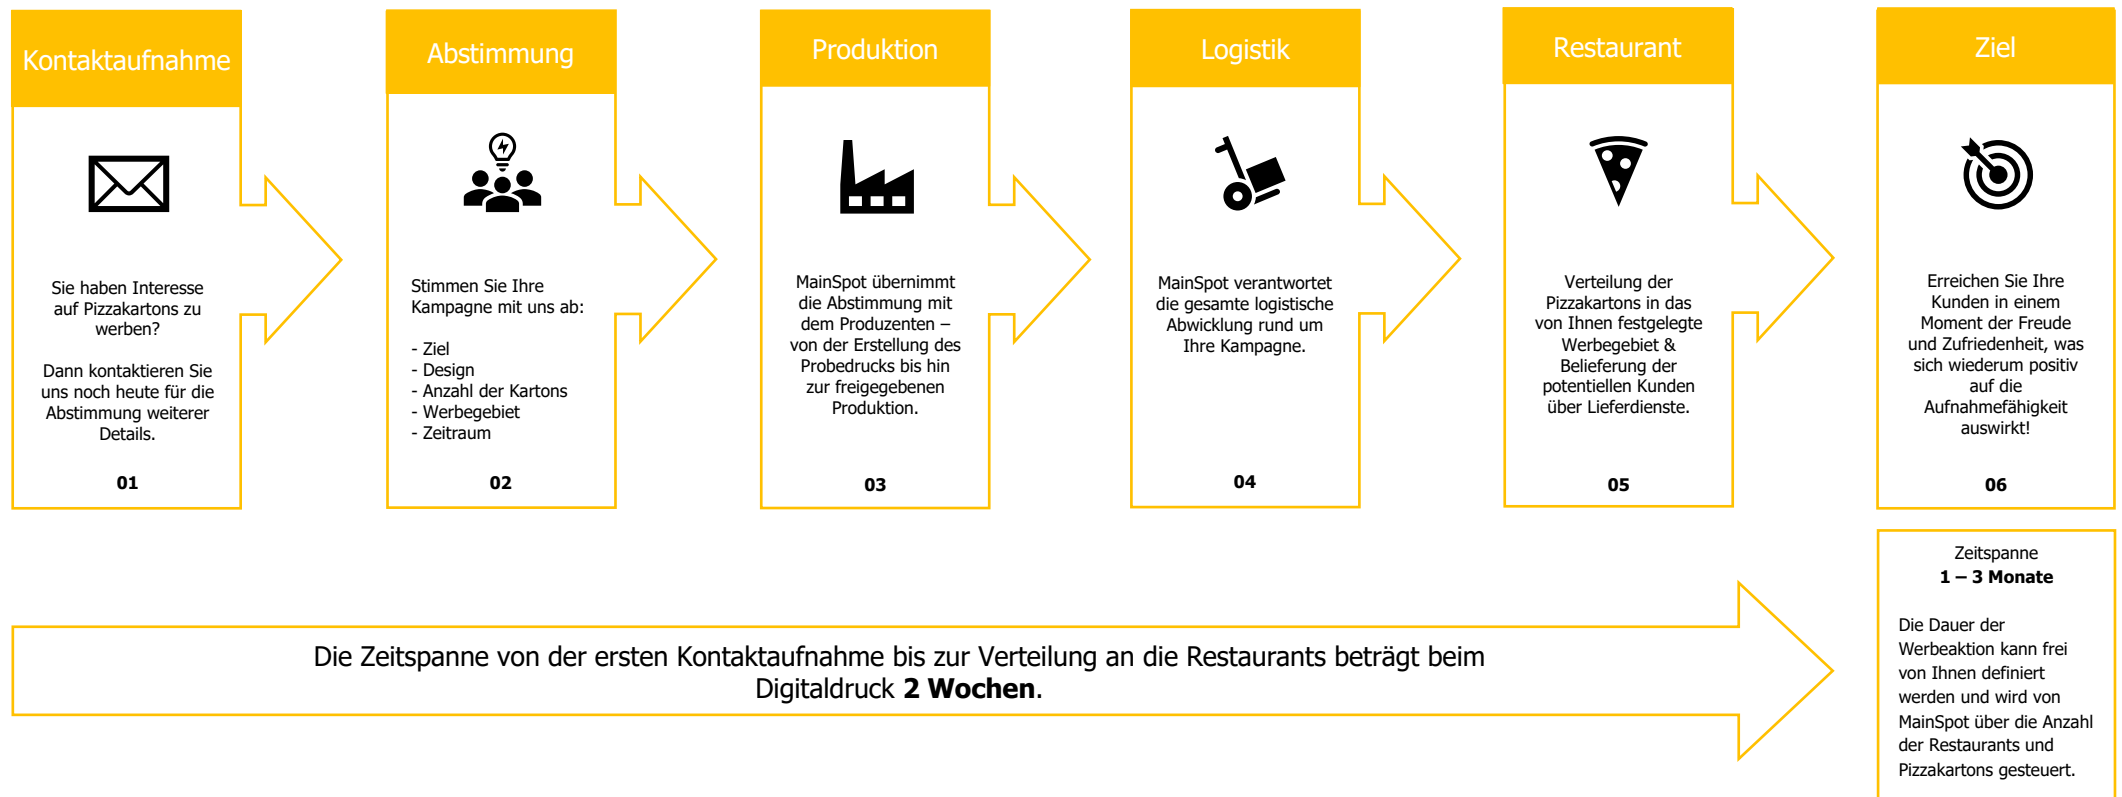 Kontaktaufnahme
Sie haben Interesse
auf Pizzakartons zu
werben?
Dann kontaktieren Sie
uns noch heute für die
Abstimmung weiterer
Details.
01
Abstimmung
Stimmen Sie Ihre
Kampagne mit uns ab:
- Ziel
- Design
- Anzahl der Kartons
- Werbegebiet
- Zeitraum
02
Produktion
MainSpot übernimmt
die Abstimmung mit
dem Produzenten –
von der Erstellung des
Probedrucks bis hin
zur freigegebenen
Produktion.
03
Logistik
MainSpot verantwortet
die gesamte logistische
Abwicklung rund um
Ihre Kampagne.
04
Restaurant
Verteilung der
Pizzakartons in das
von Ihnen festgelegte
Werbegebiet &
Belieferung der
potentiellen Kunden
über Lieferdienste.
05
Ziel
Erreichen Sie Ihre
Kunden in einem
Moment der Freude
und Zufriedenheit, was
sich wiederum positiv
auf die
Aufnahmefähigkeit
auswirkt!
06
Die Zeitspanne von der ersten Kontaktaufnahme bis zur Verteilung an die Restaurants beträgt beim
Digitaldruck 2 Wochen.
Zeitspanne
1 – 3 Monate
Die Dauer der
Werbeaktion kann frei
von Ihnen definiert
werden und wird von
MainSpot über die Anzahl
der Restaurants und
Pizzakartons gesteuert.